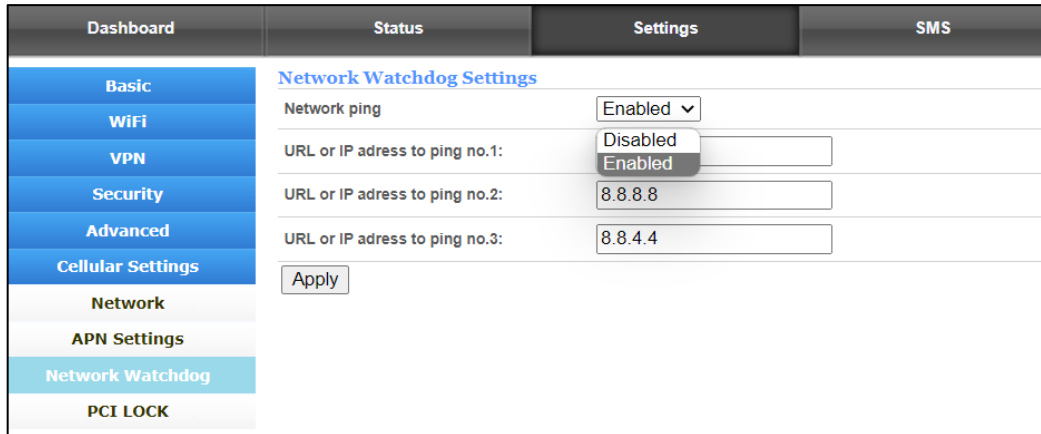 Dashboard Status Settings SMS
Basic
WiFi
VPN
Security
Advanced
Cellular Settings
Network
APN Settings
Network Watchdog
PCI LOCK
Network Watchdog Settings
Network ping Enabled
Disabled
Enabled
URL or IP adress to ping no.1:
URL or IP adress to ping no.2: 8.8.8.8
URL or IP adress to ping no.3: 8.8.4.4
Apply